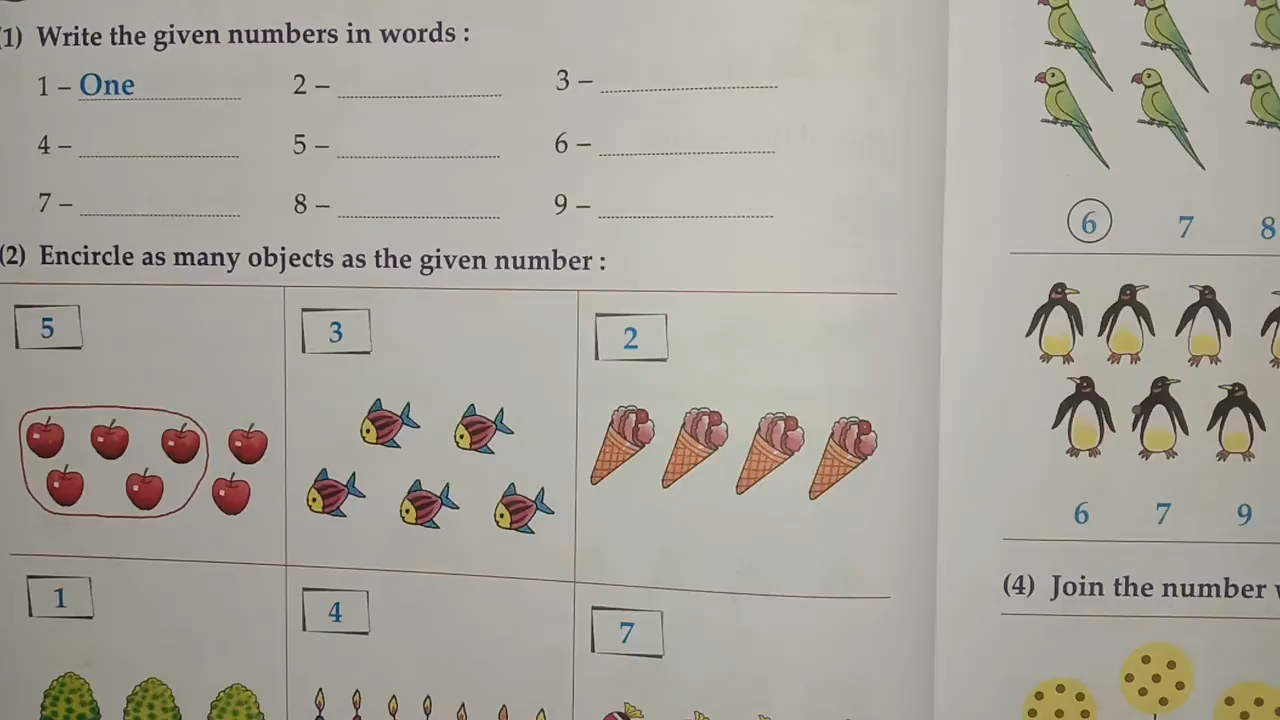 (1) Write the given numbers in words :
1 – One 2 – 3 –
4 – 5 – 6 –
7 – 8 – 9 –
(2) Encircle as many objects as the given number :
5 3 2
1 4 7
6 7 8
6 7 9
(4) Join the number